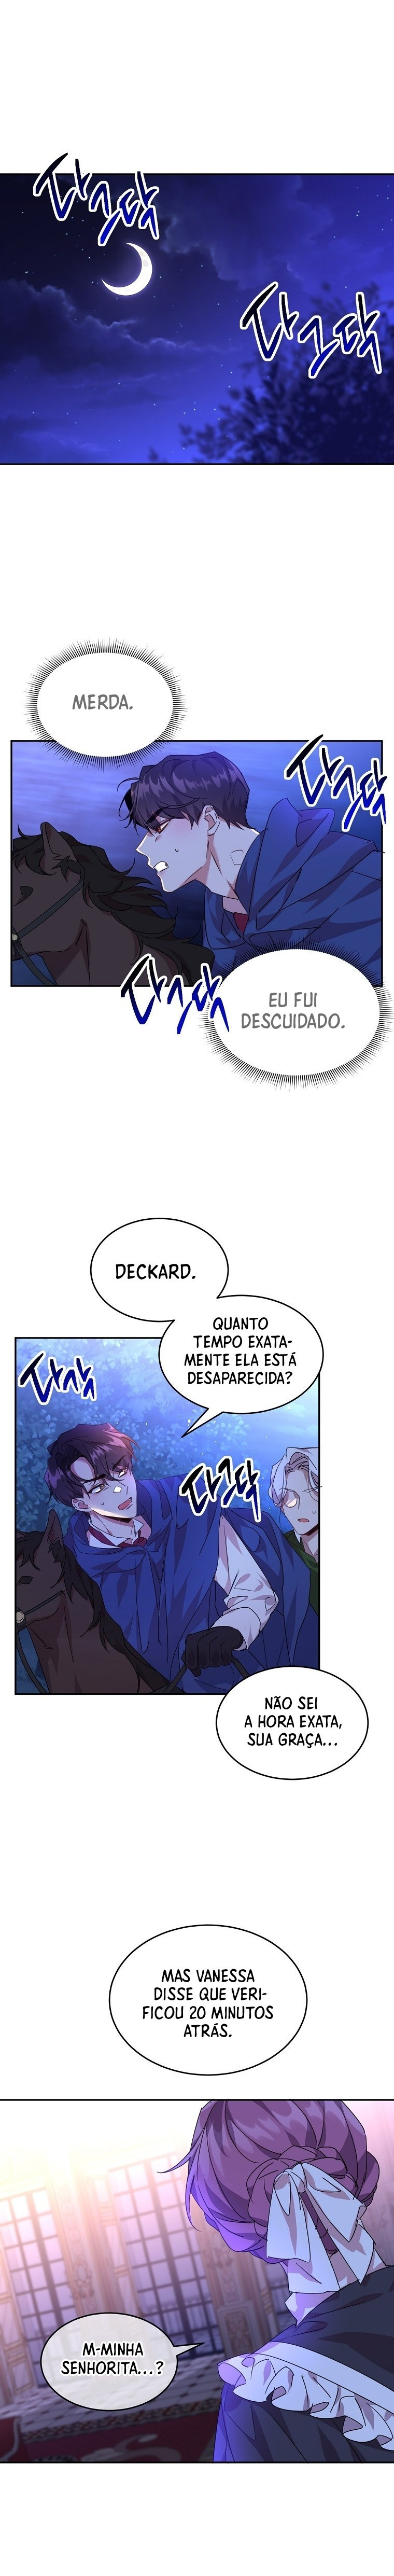 다그닥
다그닥
MERDA.
다그닥
다그닥
EU FUI
DESCUIDADO.
DECKARD.
QUANTO
TEMPO EXATA-
MENTE ELA ESTÁ
DESAPARECIDA?
다그닥
다그닥
NÃO SEI
A HORA EXATA,
SUA GRAÇA...
MAS VANESSA
DISSE QUE VERI-
FICOU 20 MINUTOS
ATRÁS.
M-MINHA
SENHORITA...?